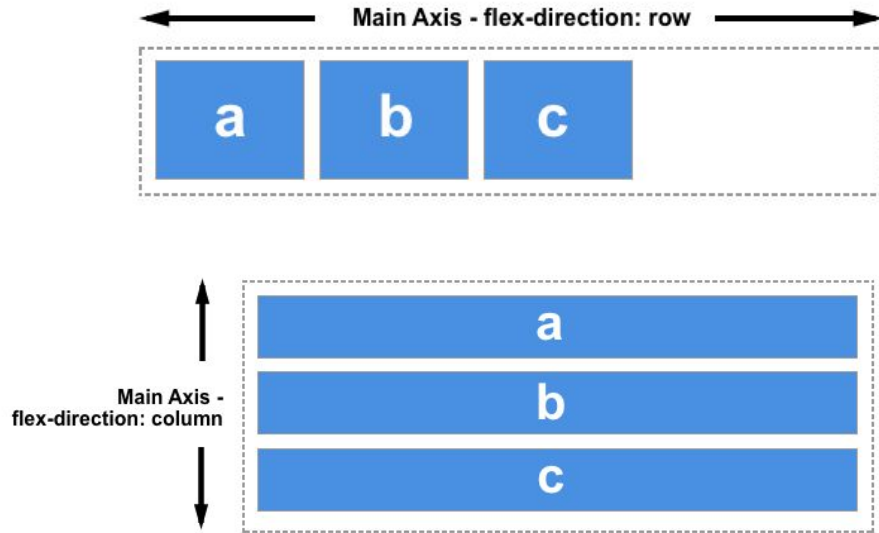 Main Axis - flex-direction: row
a b c
a
Main Axis -
flex-direction: column
b
c